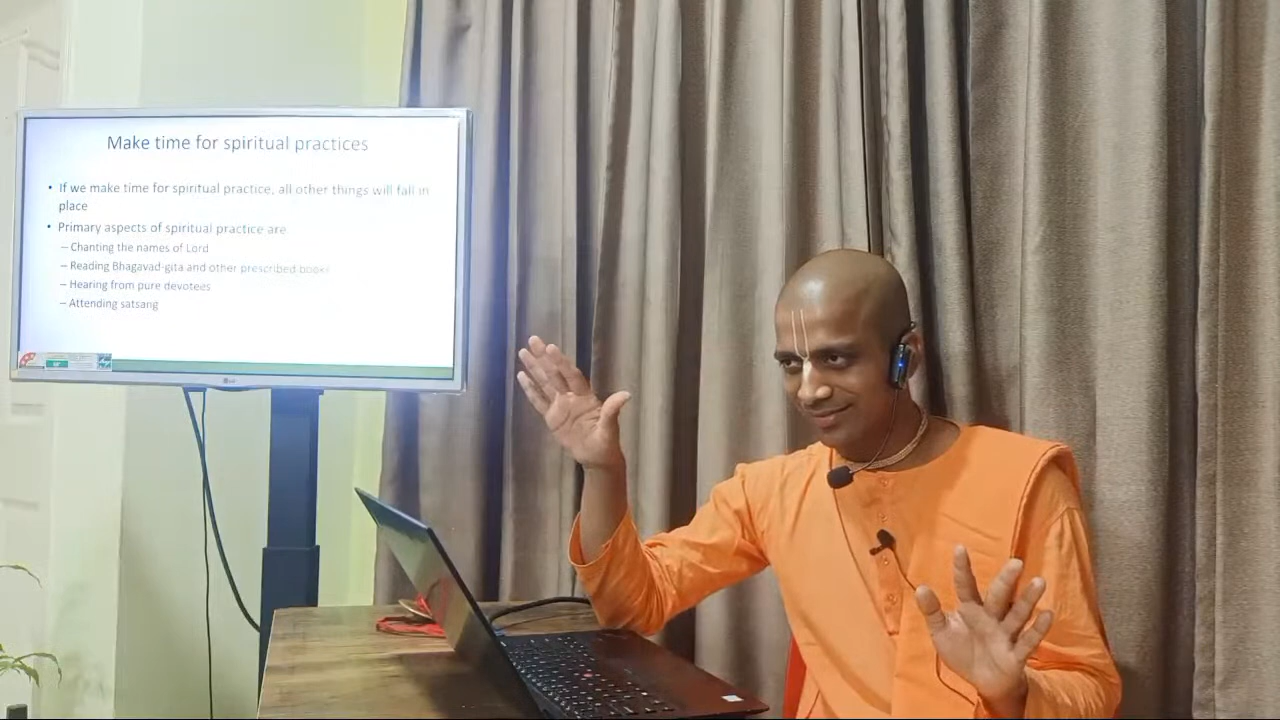 Make time for spiritual practices
• If we make time for spiritual practice, all other things will fall in
place
• Primary aspects of spiritual practice are
– Chanting the names of Lord
– Reading Bhagavad-gita and other prescribed books
– Hearing from pure devotees
– Attending satsang
LG